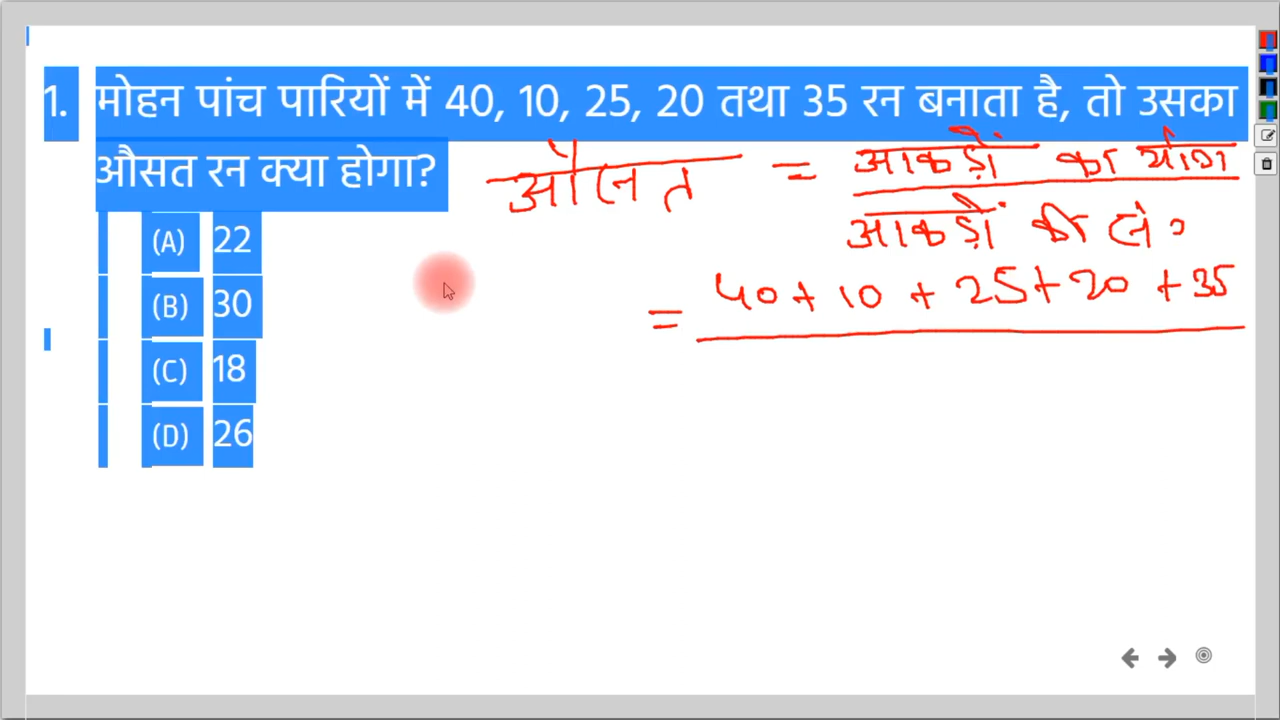 1. मोहन पांच पारियों में 40, 10, 25, 20 तथा 35 रन बनाता है, तो उसका
औसत रन क्या होगा?
औसत = आकड़ों का योग
आकड़ों की सं०
(A) 22
(B) 30
(C) 18
(D) 26
= 40 + 10 + 25 + 20 + 35